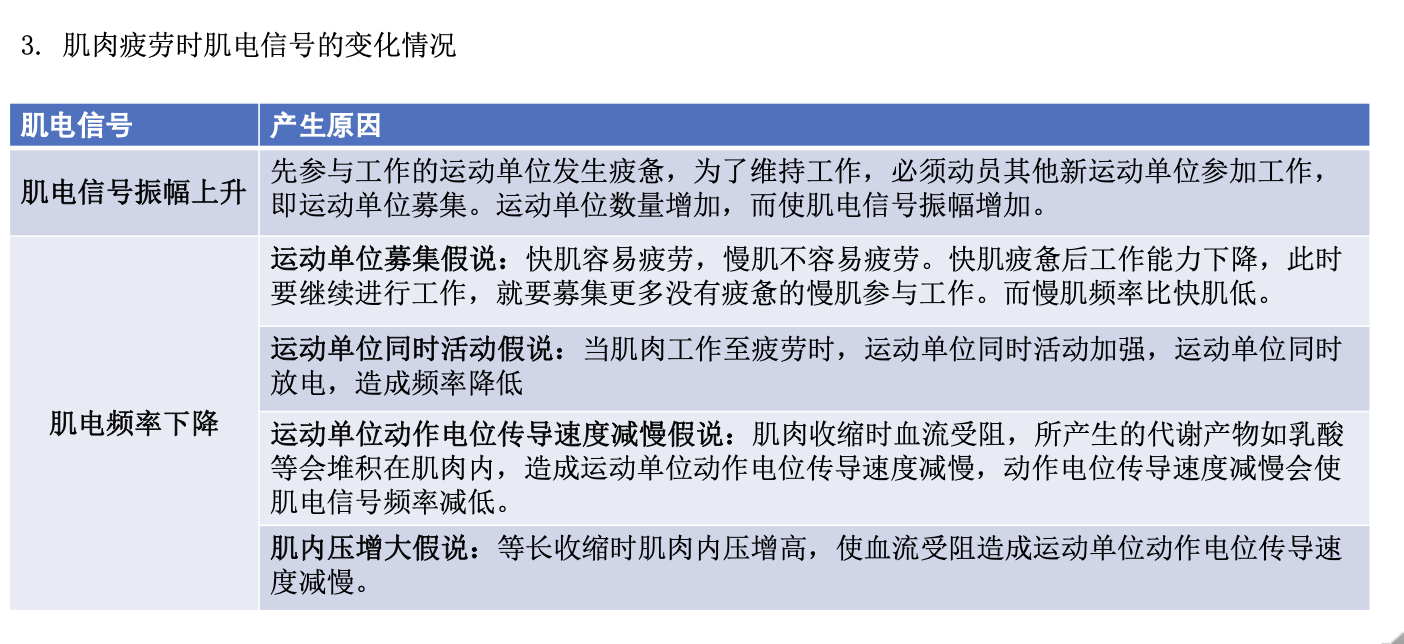 3. 肌肉疲劳时肌电信号的变化情况
肌电信号
产生原因
肌电信号振幅上升
先参与工作的运动单位发生疲惫，为了维持工作，必须动员其他新运动单位参加工作，
即运动单位募集。运动单位数量增加，而使肌电信号振幅增加。
肌电频率下降
运动单位募集假说：快肌容易疲劳，慢肌不容易疲劳。快肌疲惫后工作能力下降，此时
要继续进行工作，就要募集更多没有疲惫的慢肌参与工作。而慢肌频率比快肌低。
运动单位同时活动假说：当肌肉工作至疲劳时，运动单位同时活动加强，运动单位同时
放电，造成频率降低
运动单位动作电位传导速度减慢假说：肌肉收缩时血流受阻，所产生的代谢产物如乳酸
等会堆积在肌肉内，造成运动单位动作电位传导速度减慢，动作电位传导速度减慢会使
肌电信号频率减低。
肌内压增大假说：等长收缩时肌肉内压增高，使血流受阻造成运动单位动作电位传导速
度减慢。